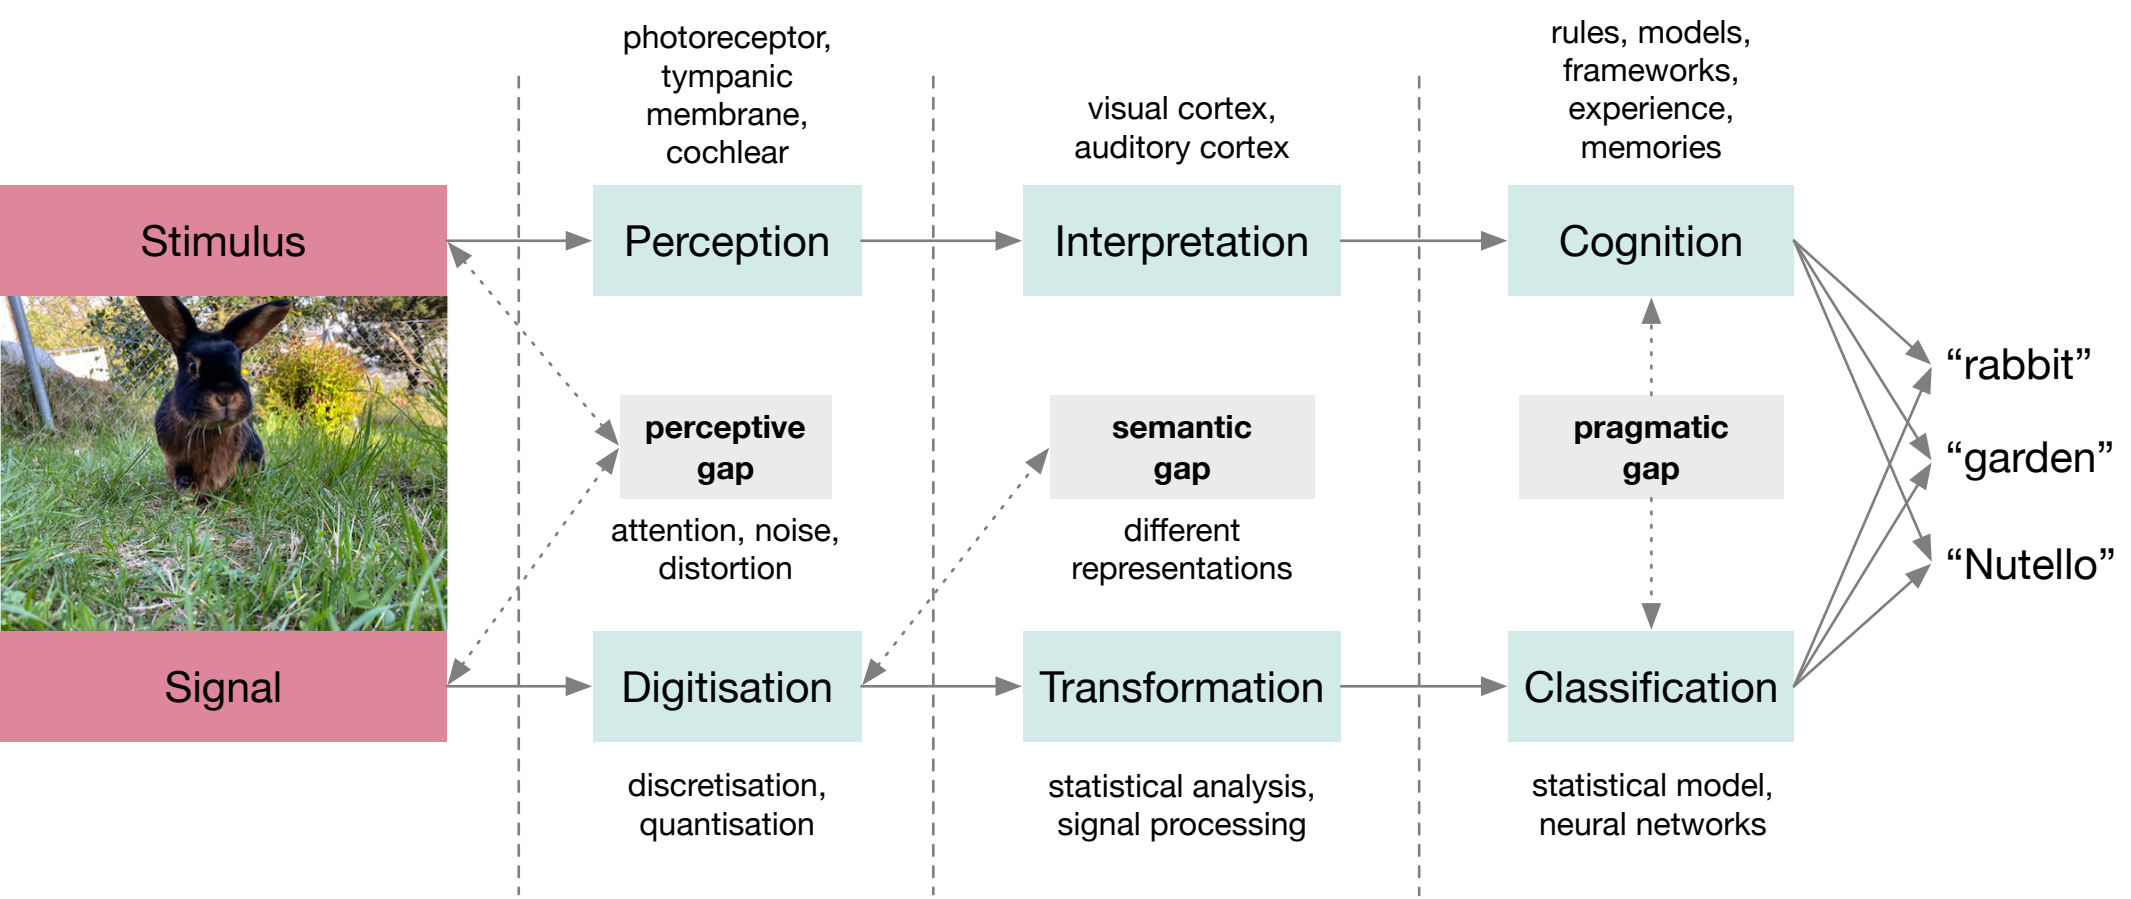 photoreceptor,
tympanic
membrane,
cochlear
visual cortex,
auditory cortex
rules, models,
frameworks,
experience,
memories
Stimulus
Perception
Interpretation
Cognition
perceptive
gap
attention, noise,
distortion
semantic
gap
different
representations
pragmatic
gap
“rabbit”
“garden”
“Nutello”
Signal
Digitisation
Transformation
Classification
discretisation,
quantisation
statistical analysis,
signal processing
statistical model,
neural networks